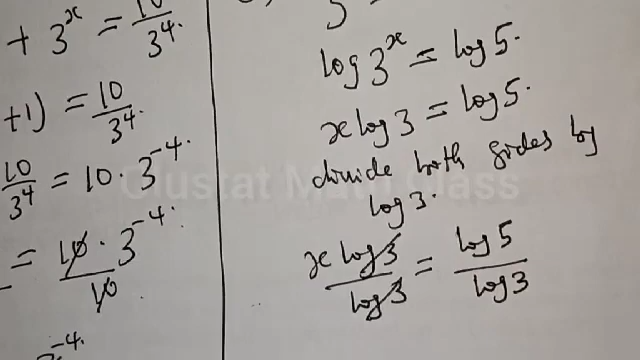 + 3^x = 10/3^4.
+1) = 10/3^4.
10/3^4 = 10 · 3^-4.
= 10 · 3^-4. / 10
-4.
log 3^x = log 5.
x log 3 = log 5.
divide both sides by
log 3.
x log 3 / log 3 = log 5 / log 3